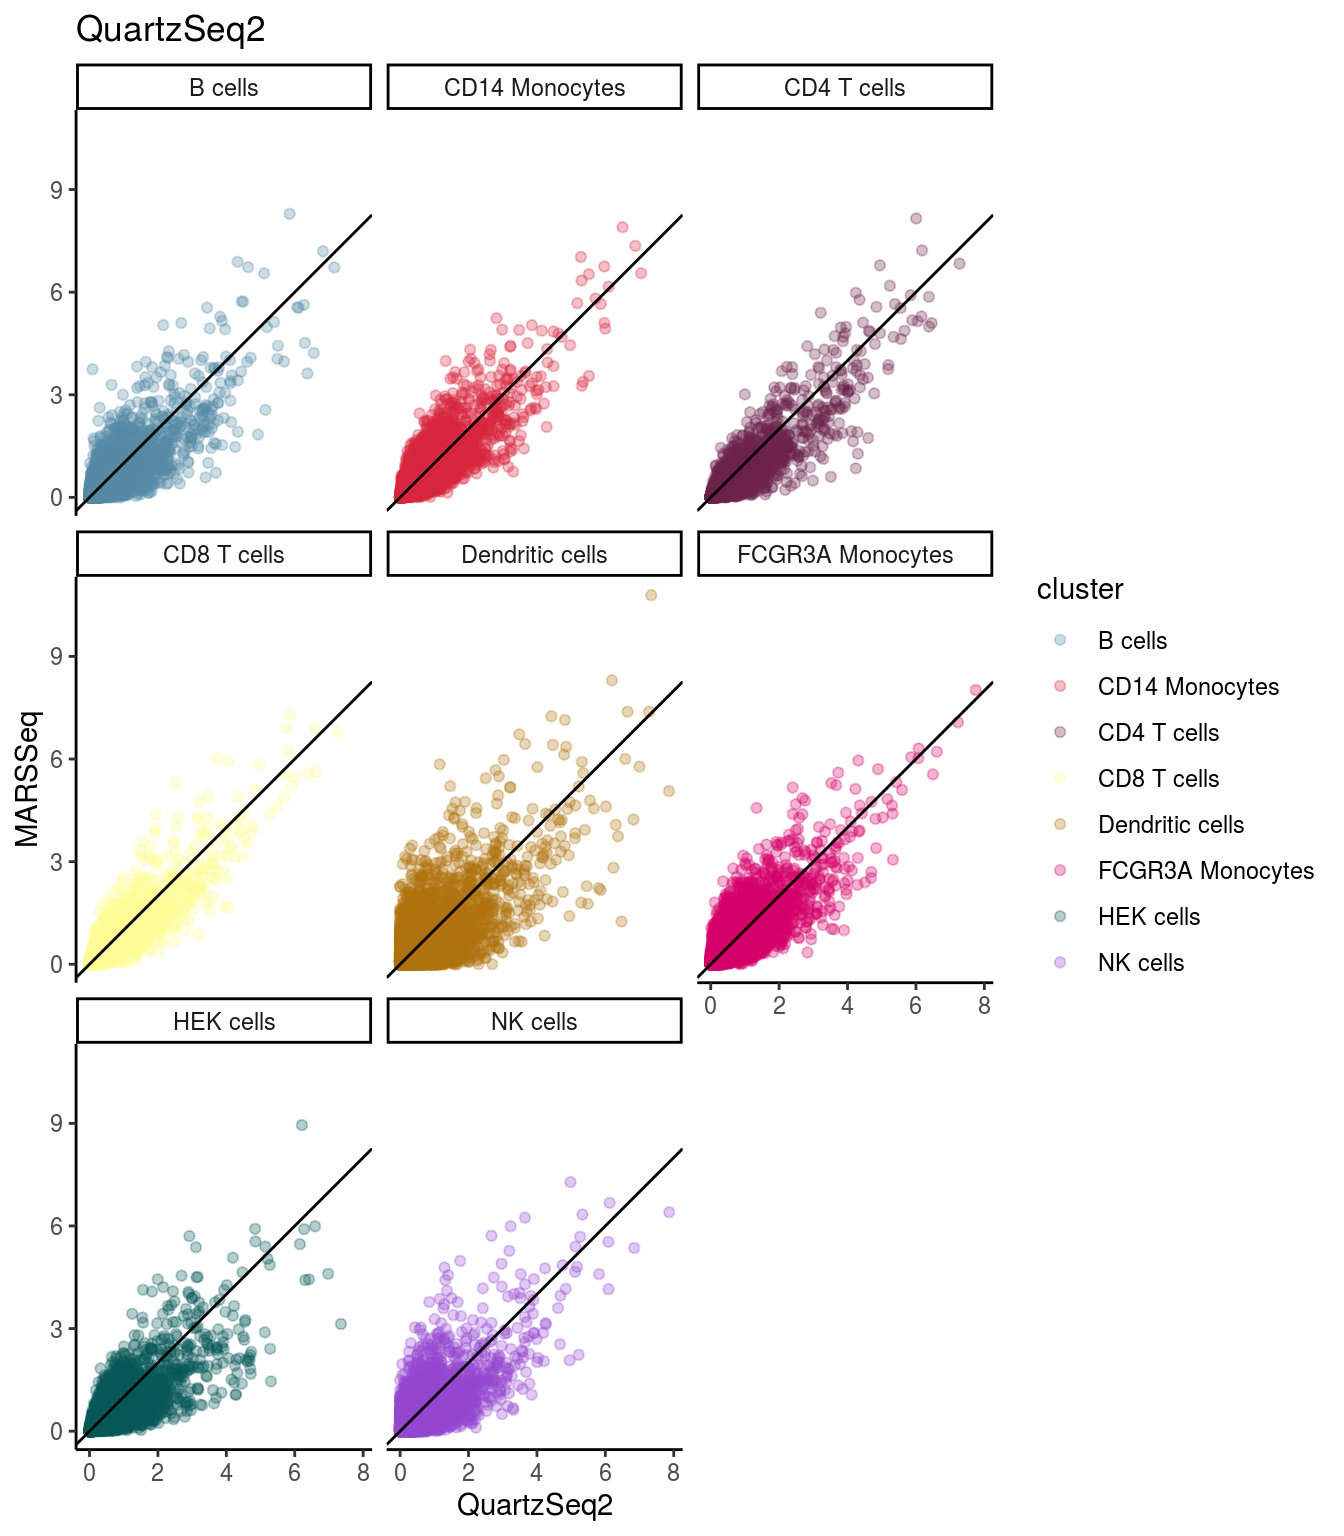 QuartzSeq2
B cells
CD14 Monocytes
CD4 T cells
9
6
3
0
CD8 T cells
Dendritic cells
FCGR3A Monocytes
9
6
3
0
0 2 4 6 8
HEK cells
NK cells
9
6
3
0
0 2 4 6 8
0 2 4 6 8
QuartzSeq2
MARSSeq
cluster
B cells
CD14 Monocytes
CD4 T cells
CD8 T cells
Dendritic cells
FCGR3A Monocytes
HEK cells
NK cells